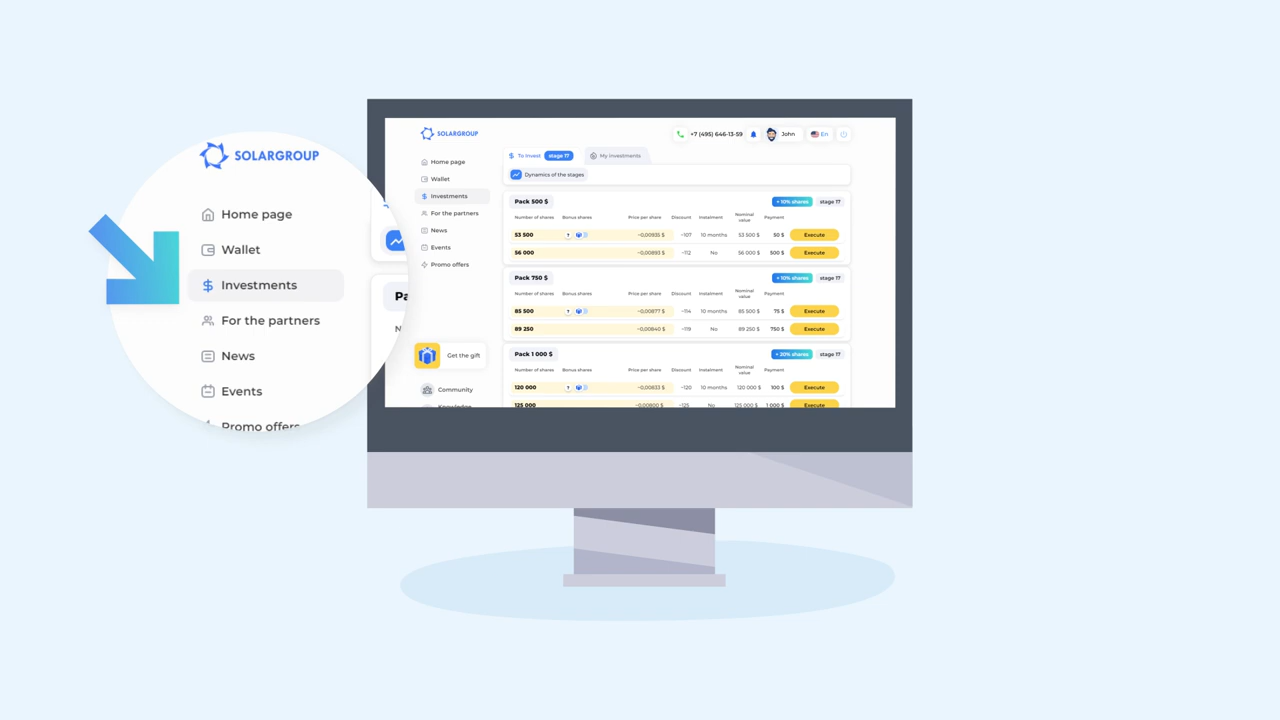 SOLARGROUP
Home page
Wallet
Investments
For the partners
News
Events
Promo offers
SOLARGROUP
+7 (495) 646-13-59
John
En
Home page
Wallet
Investments
For the partners
News
Events
Promo offers
Get the gift
Community
Knowledge
To Invest stage 17
My investments
Dynamics of the stages
Pack 500 $ + 10% shares stage 17
Number of shares Bonus shares Price per share Discount Instalment Nominal value Payment
53 500 ~0,00935 $ ~107 10 months 53 500 $ 50 $ Execute
56 000 ~0,00893 $ ~112 No 56 000 $ 500 $ Execute
Pack 750 $ + 10% shares stage 17
Number of shares Bonus shares Price per share Discount Instalment Nominal value Payment
85 500 ~0,00877 $ ~114 10 months 85 500 $ 75 $ Execute
89 250 ~0,00840 $ ~119 No 89 250 $ 750 $ Execute
Pack 1 000 $ + 20% shares stage 17
Number of shares Bonus shares Price per share Discount Instalment Nominal value Payment
120 000 ~0,00833 $ ~120 10 months 120 000 $ 100 $ Execute
125 000 ~0,00800 $ ~125 No 125 000 $ 1 000 $ Execute